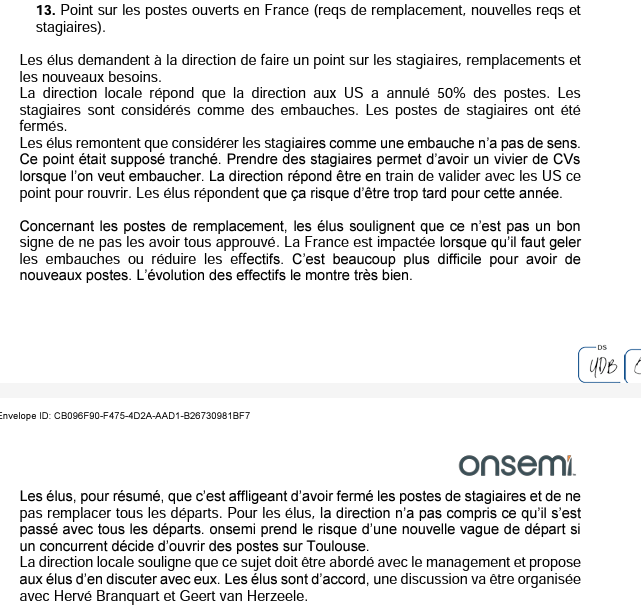 13. Point sur les postes ouverts en France (reqs de remplacement, nouvelles reqs et
stagiaires).
Les élus demandent à la direction de faire un point sur les stagiaires, remplacements et
les nouveaux besoins.
La direction locale répond que la direction aux US a annulé 50% des postes. Les
stagiaires sont considérés comme des embauches. Les postes de stagiaires ont été
fermés.
Les élus remontent que considérer les stagiaires comme une embauche n'a pas de sens.
Ce point était supposé tranché. Prendre des stagiaires permet d'avoir un vivier de CVs
lorsque l'on veut embaucher. La direction répond être en train de valider avec les US ce
point pour rouvrir. Les élus répondent que ça risque d'être trop tard pour cette année.
Concernant les postes de remplacement, les élus soulignent que ce n'est pas un bon
signe de ne pas les avoir tous approuvé. La France est impactée lorsque qu'il faut geler
les embauches ou réduire les effectifs. C'est beaucoup plus difficile pour avoir de
nouveaux postes. L'évolution des effectifs le montre très bien.
DS
YDB
Envelope ID: CB096F90-F475-4D2A-AAD1-B26730981BF7
onsemi
Les élus, pour résumé, que c'est affligeant d'avoir fermé les postes de stagiaires et de ne
pas remplacer tous les départs. Pour les élus, la direction n'a pas compris ce qu'il s'est
passé avec tous les départs. onsemi prend le risque d'une nouvelle vague de départ si
un concurrent décide d'ouvrir des postes sur Toulouse.
La direction locale souligne que ce sujet doit être abordé avec le management et propose
aux élus d'en discuter avec eux. Les élus sont d'accord, une discussion va être organisée
avec Hervé Branquart et Geert van Herzeele.